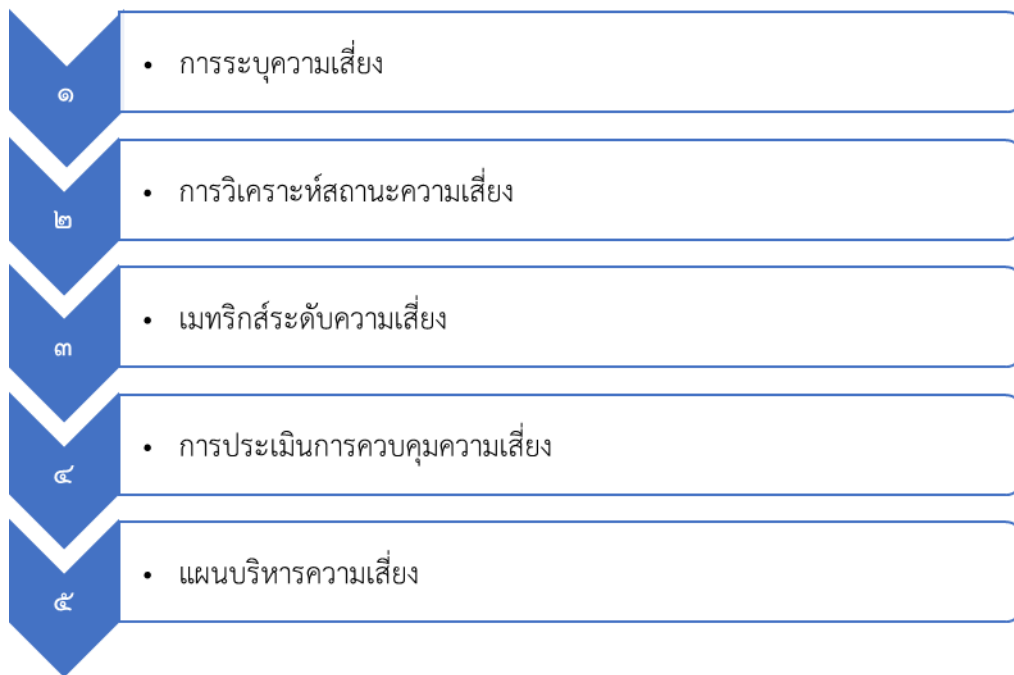 ๑
• การระบุความเสี่ยง
๒
• การวิเคราะห์สถานะความเสี่ยง
๓
• เมทริกส์ระดับความเสี่ยง
๔
• การประเมินการควบคุมความเสี่ยง
๕
• แผนบริหารความเสี่ยง